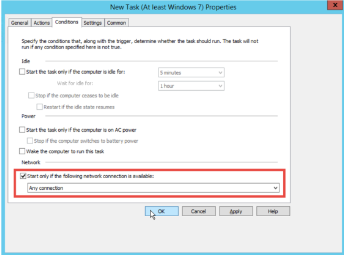 New Task (At least Windows 7) Properties
X
General Actions Conditions Settings Common
Specify the conditions that, along with the trigger, determine whether the task should run. The task will not
run if any condition specified here is not true.
Idle
Start the task only if the computer is idle for: 5 minutes
Wait for idle for: 1 hour
Stop if the computer ceases to be idle
Restart if the idle state resumes
Power
Start the task only if the computer is on AC power
Stop if the computer switches to battery power
Wake the computer to run this task
Network
Start only if the following network connection is available:
Any connection
OK Cancel Apply Help